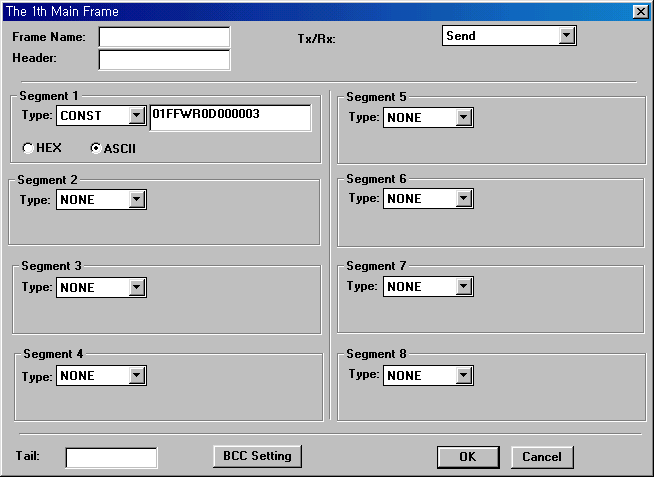 The 1th Main Frame
Frame Name:
Tx/Rx:
Send
Header:
Segment 1
Type: CONST 01FFWR0D000003
HEX ASCII
Segment 2
Type: NONE
Segment 3
Type: NONE
Segment 4
Type: NONE
Segment 5
Type: NONE
Segment 6
Type: NONE
Segment 7
Type: NONE
Segment 8
Type: NONE
Tail:
BCC Setting
OK
Cancel